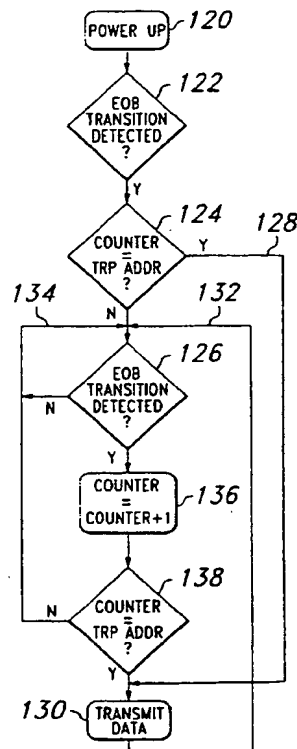 POWER UP
120
122
EOB
TRANSITION
DETECTED
?
Y
124
128
COUNTER
=
TRP ADDR
?
Y
N
134
132
126
EOB
TRANSITION
DETECTED
?
N
Y
COUNTER
=
COUNTER+1
136
138
COUNTER
=
TRP ADDR
?
N
Y
130
TRANSMIT
DATA